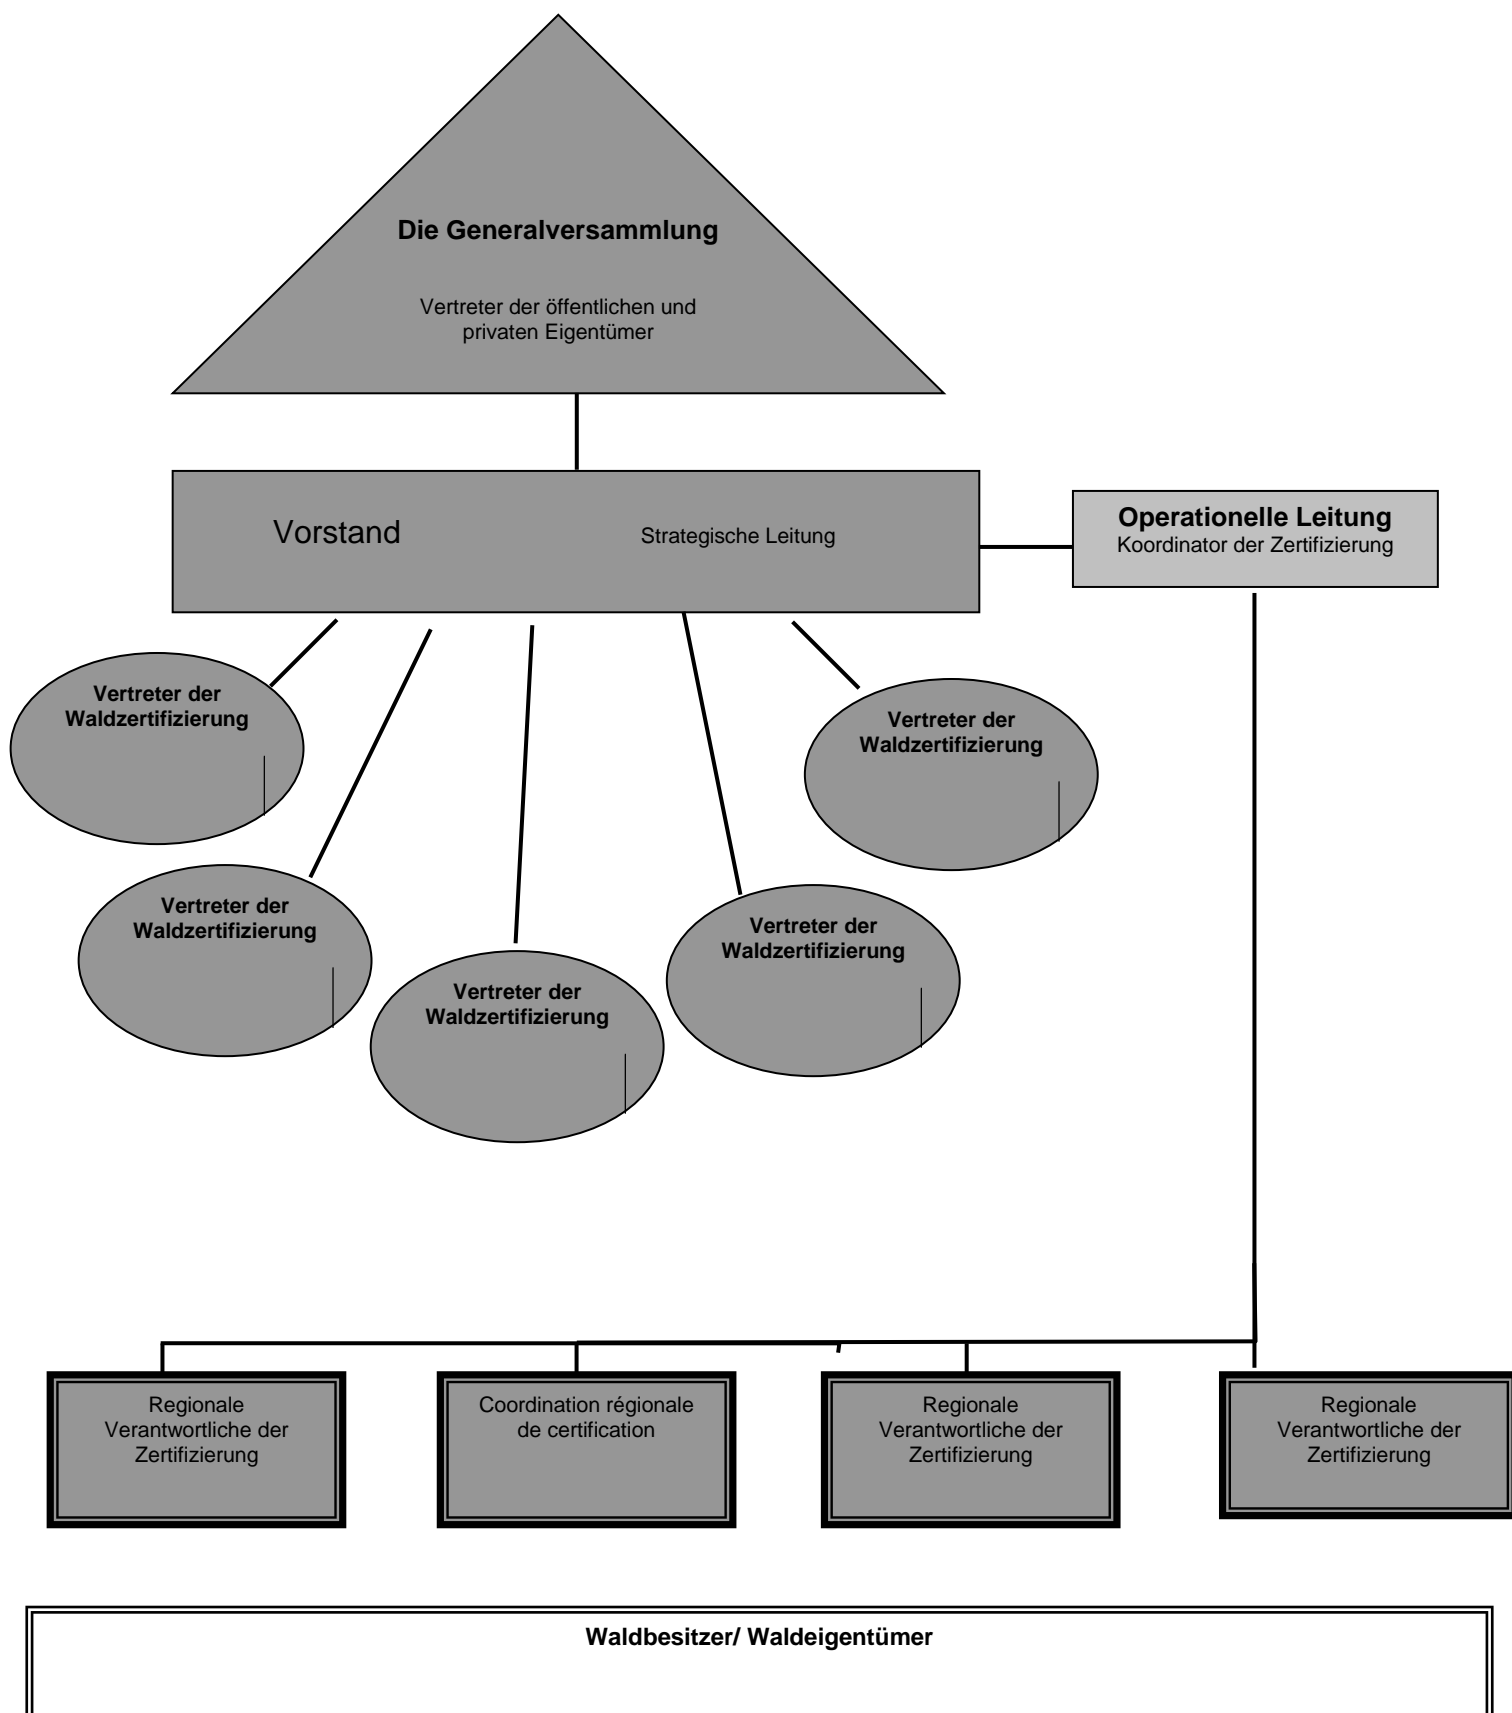 Die Generalversammlung
Vertreter der öffentlichen und
privaten Eigentümer
Vorstand
Strategische Leitung
Operationelle Leitung
Koordinator der Zertifizierung
Vertreter der
Waldzertifizierung
Vertreter der
Waldzertifizierung
Vertreter der
Waldzertifizierung
Vertreter der
Waldzertifizierung
Vertreter der
Waldzertifizierung
Regionale
Verantwortliche der
Zertifizierung
Coordination régionale
de certification
Regionale
Verantwortliche der
Zertifizierung
Regionale
Verantwortliche der
Zertifizierung
Waldbesitzer/ Waldeigentümer